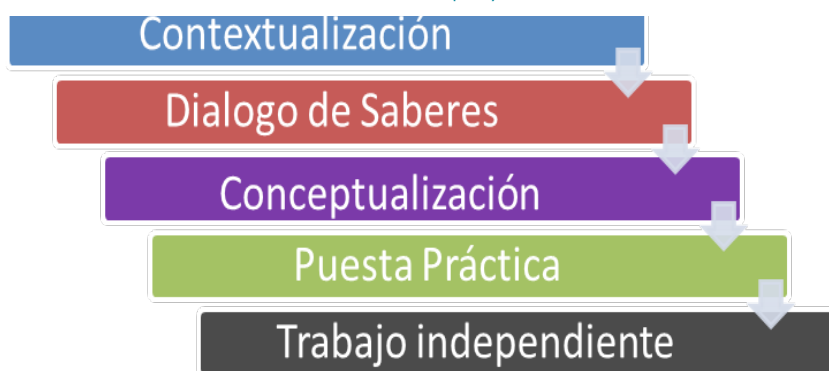 Contextualización
Dialogo de Saberes
Conceptualización
Puesta Práctica
Trabajo independiente